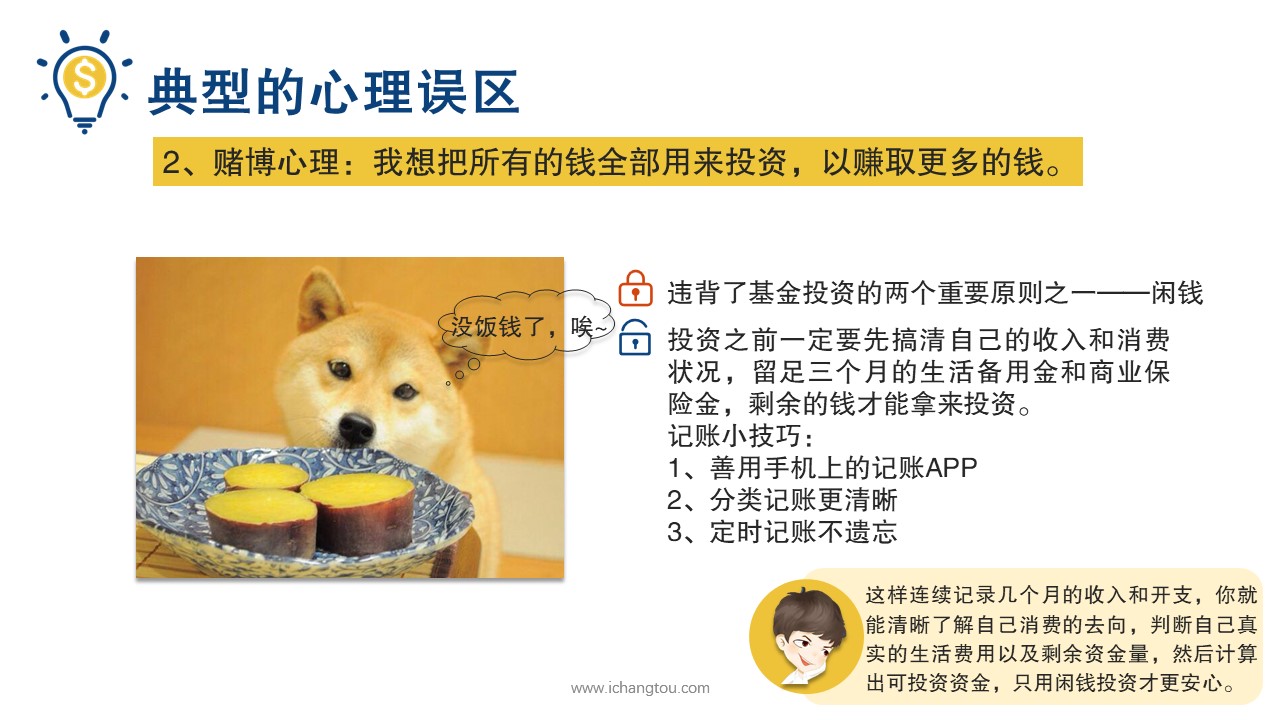 典型的心理误区
2、赌博心理：我想把所有的钱全部用来投资，以赚取更多的钱。
没饭钱了，唉~
违背了基金投资的两个重要原则之一——闲钱
投资之前一定要先搞清自己的收入和消费
状况，留足三个月的生活备用金和商业保
险金，剩余的钱才能拿来投资。
记账小技巧：
1、善用手机上的记账APP
2、分类记账更清晰
3、定时记账不遗忘
这样连续记录几个月的收入和开支，你就
能清晰了解自己消费的去向，判断自己真
实的生活费用以及剩余资金量，然后计算
出可投资资金，只用闲钱投资才更安心。
www.ichangtou.com